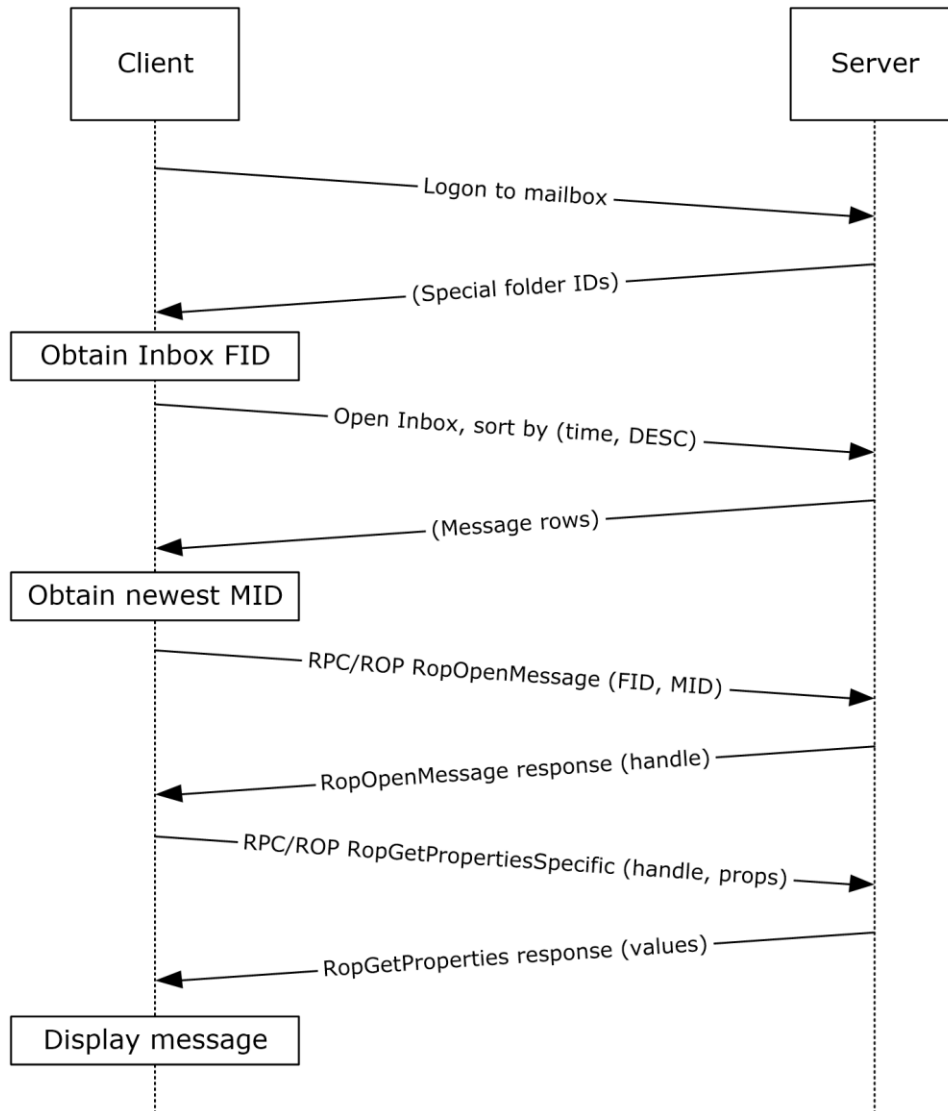 Client
Server
Logon to mailbox
(Special folder IDs)
Obtain Inbox FID
Open Inbox, sort by (time, DESC)
(Message rows)
Obtain newest MID
RPC/ROP RopOpenMessage (FID, MID)
RopOpenMessage response (handle)
RPC/ROP RopGetPropertiesSpecific (handle, props)
RopGetProperties response (values)
Display message